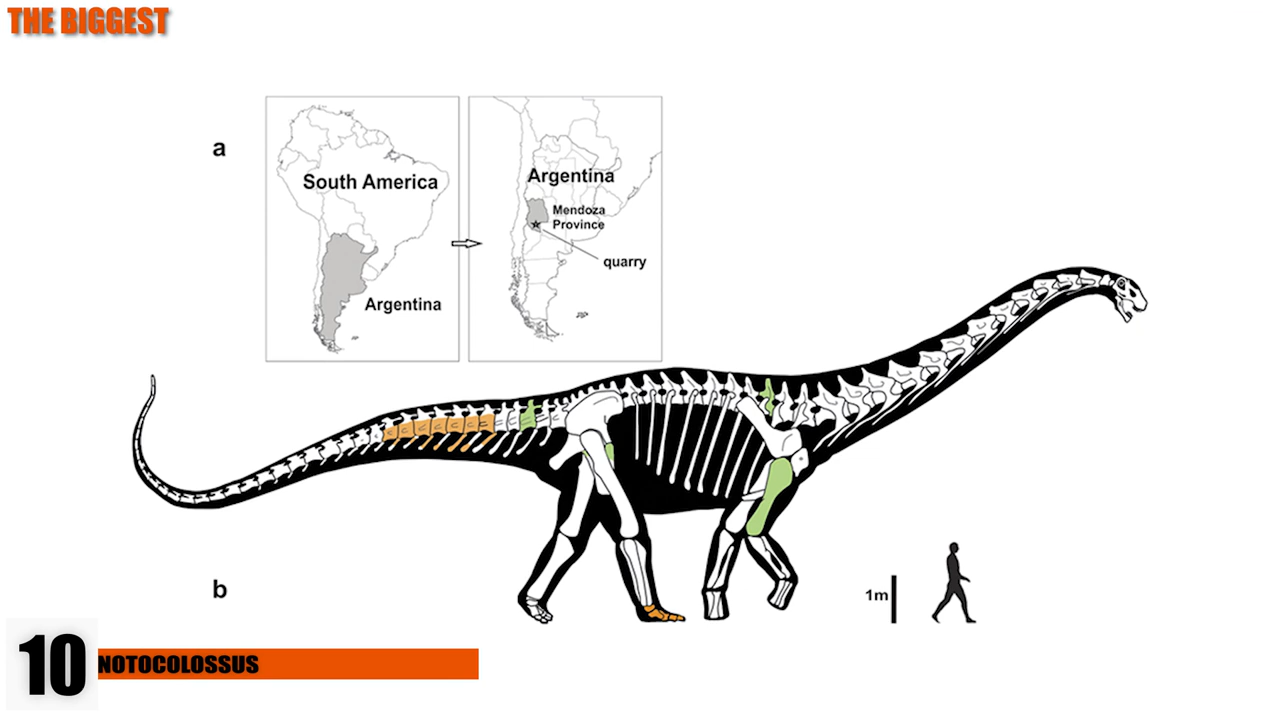 THE BIGGEST
a
South America
Argentina
Argentina
Mendoza
Province
quarry
b
1m
10
NOTOCOLOSSUS